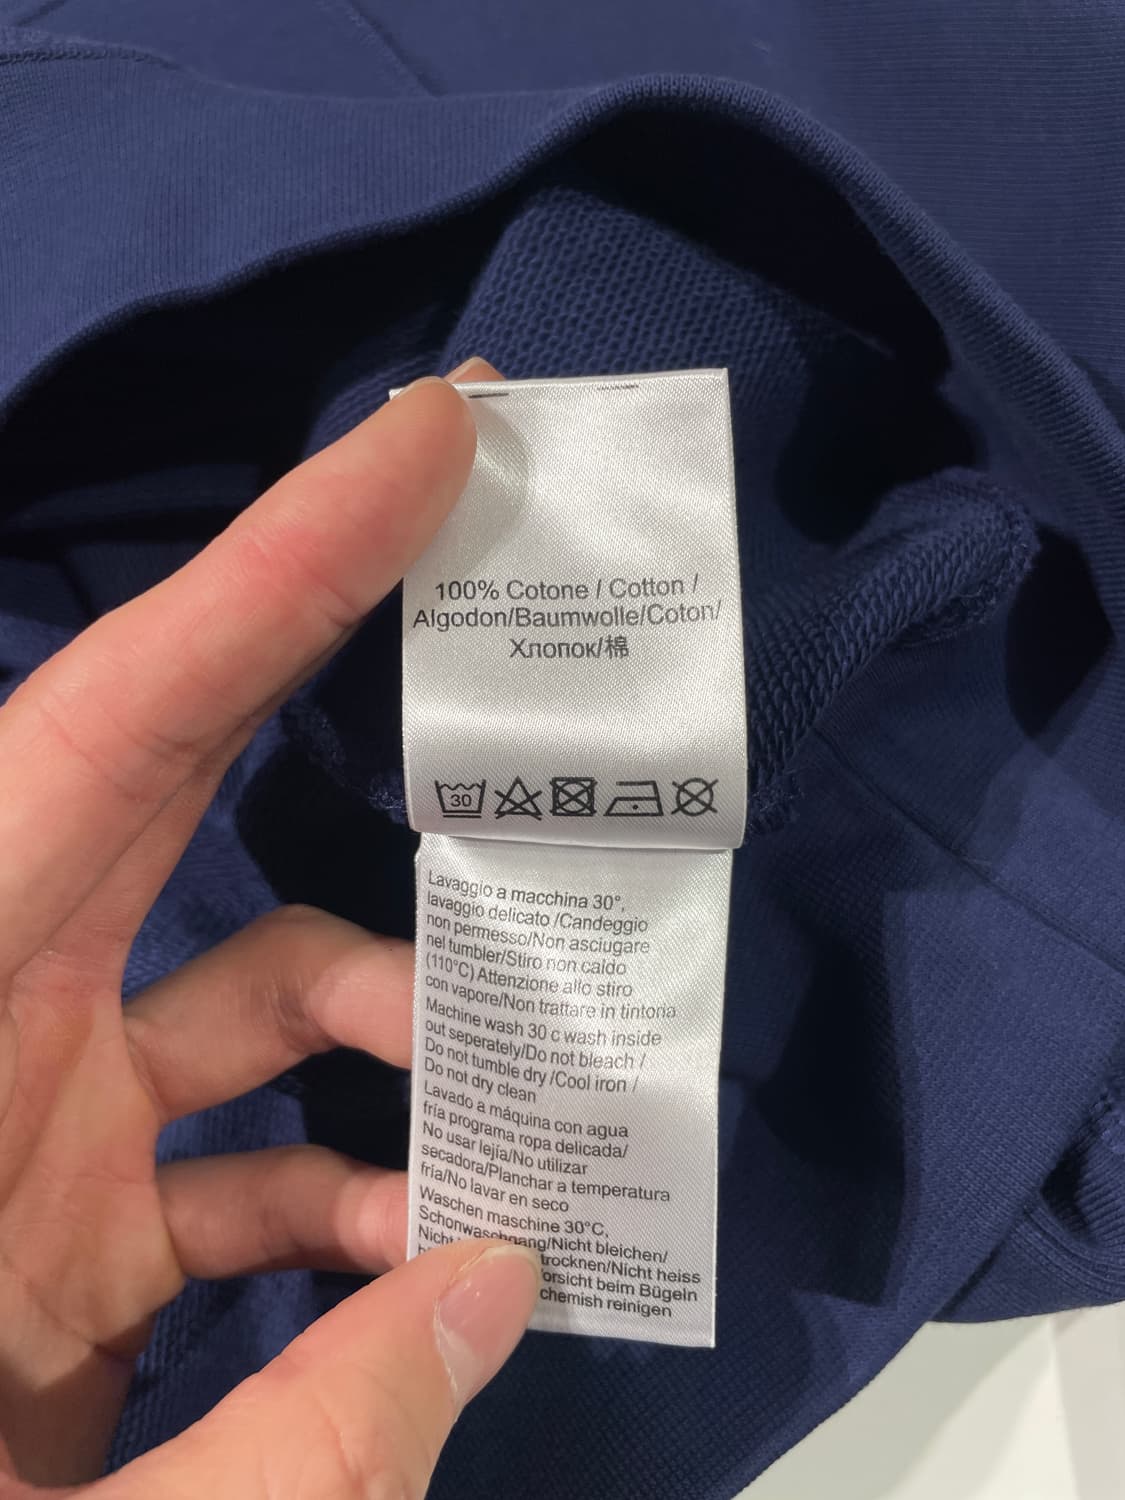 100% Cotone / Cotton /
Algodon/Baumwolle/Coton/
Хлопок/棉
30
Lavaggio a macchina 30°,
lavaggio delicato /Candeggio
non permesso/Non asciugare
nel tumbler/Stiro non caldo
(110°C) Attenzione allo stiro
con vapore/Non trattare in tintoria
Machine wash 30 c wash inside
out seperately/Do not bleach /
Do not tumble dry /Cool iron /
Do not dry clean
Lavado a máquina con agua
fría programa ropa delicada/
No usar lejía/No utilizar
secadora/Planchar a temperatura
fría/No lavar en seco
Waschen maschine 30°C,
Schonwaschgang/Nicht bleichen/
Nicht trocknen/Nicht heiss
orsicht beim Bügeln
chemish reinigen